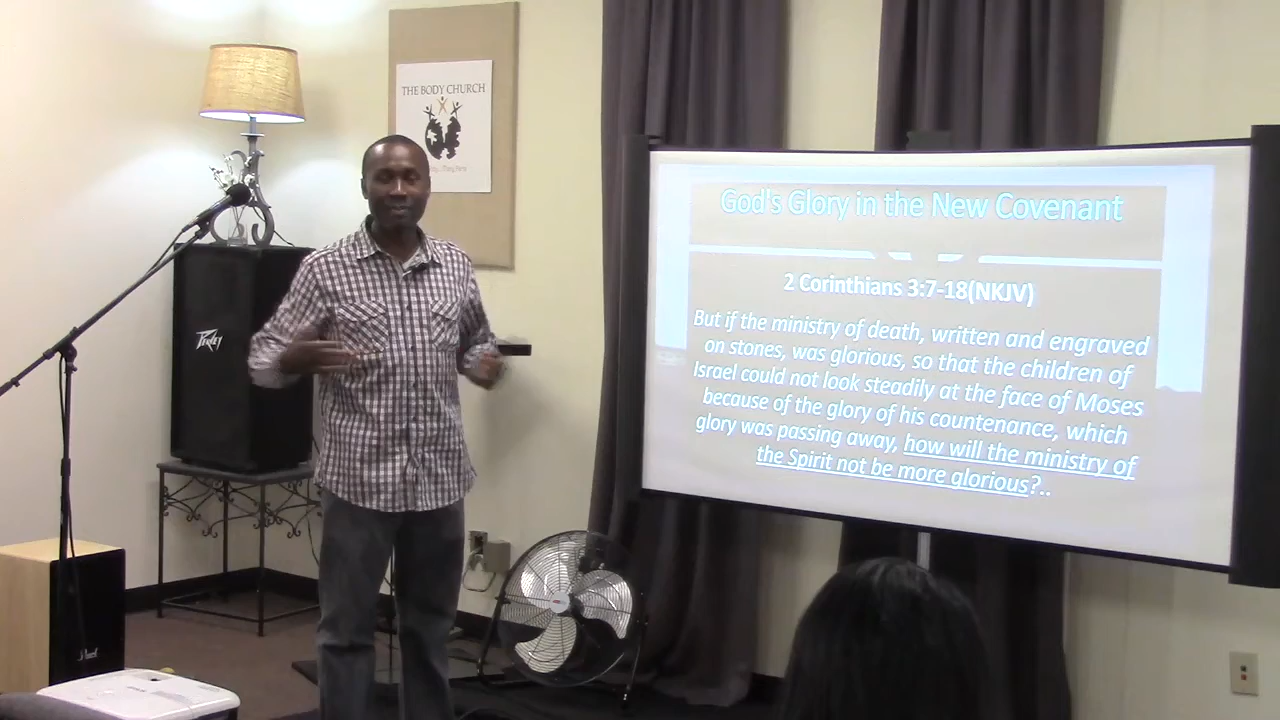 THE BODY CHURCH
PEAVEY
God's Glory in the New Covenant
2 Corinthians 3:7-18(NKJV)
But if the ministry of death, written and engraved
on stones, was glorious, so that the children of
Israel could not look steadily at the face of Moses
because of the glory of his countenance, which
glory was passing away, how will the ministry of
the Spirit not be more glorious?..
Pearl